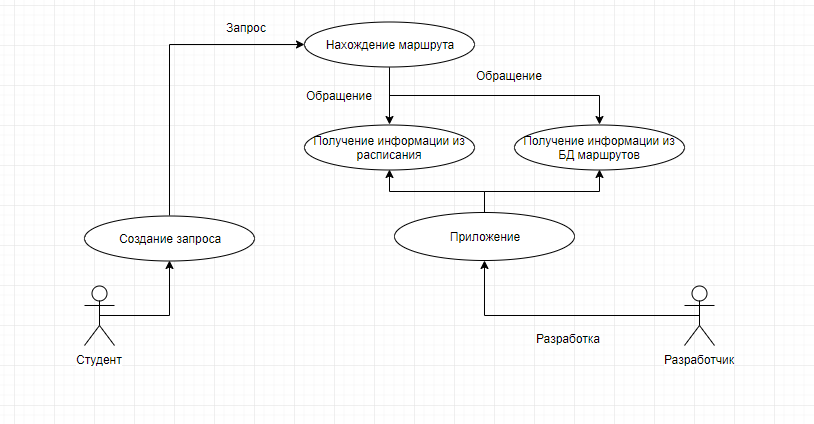 Запрос
Нахождение маршрута
Обращение
Обращение
Получение информации из
расписания
Получение информации из
БД маршрутов
Создание запроса
Приложение
Разработка
Студент
Разработчик